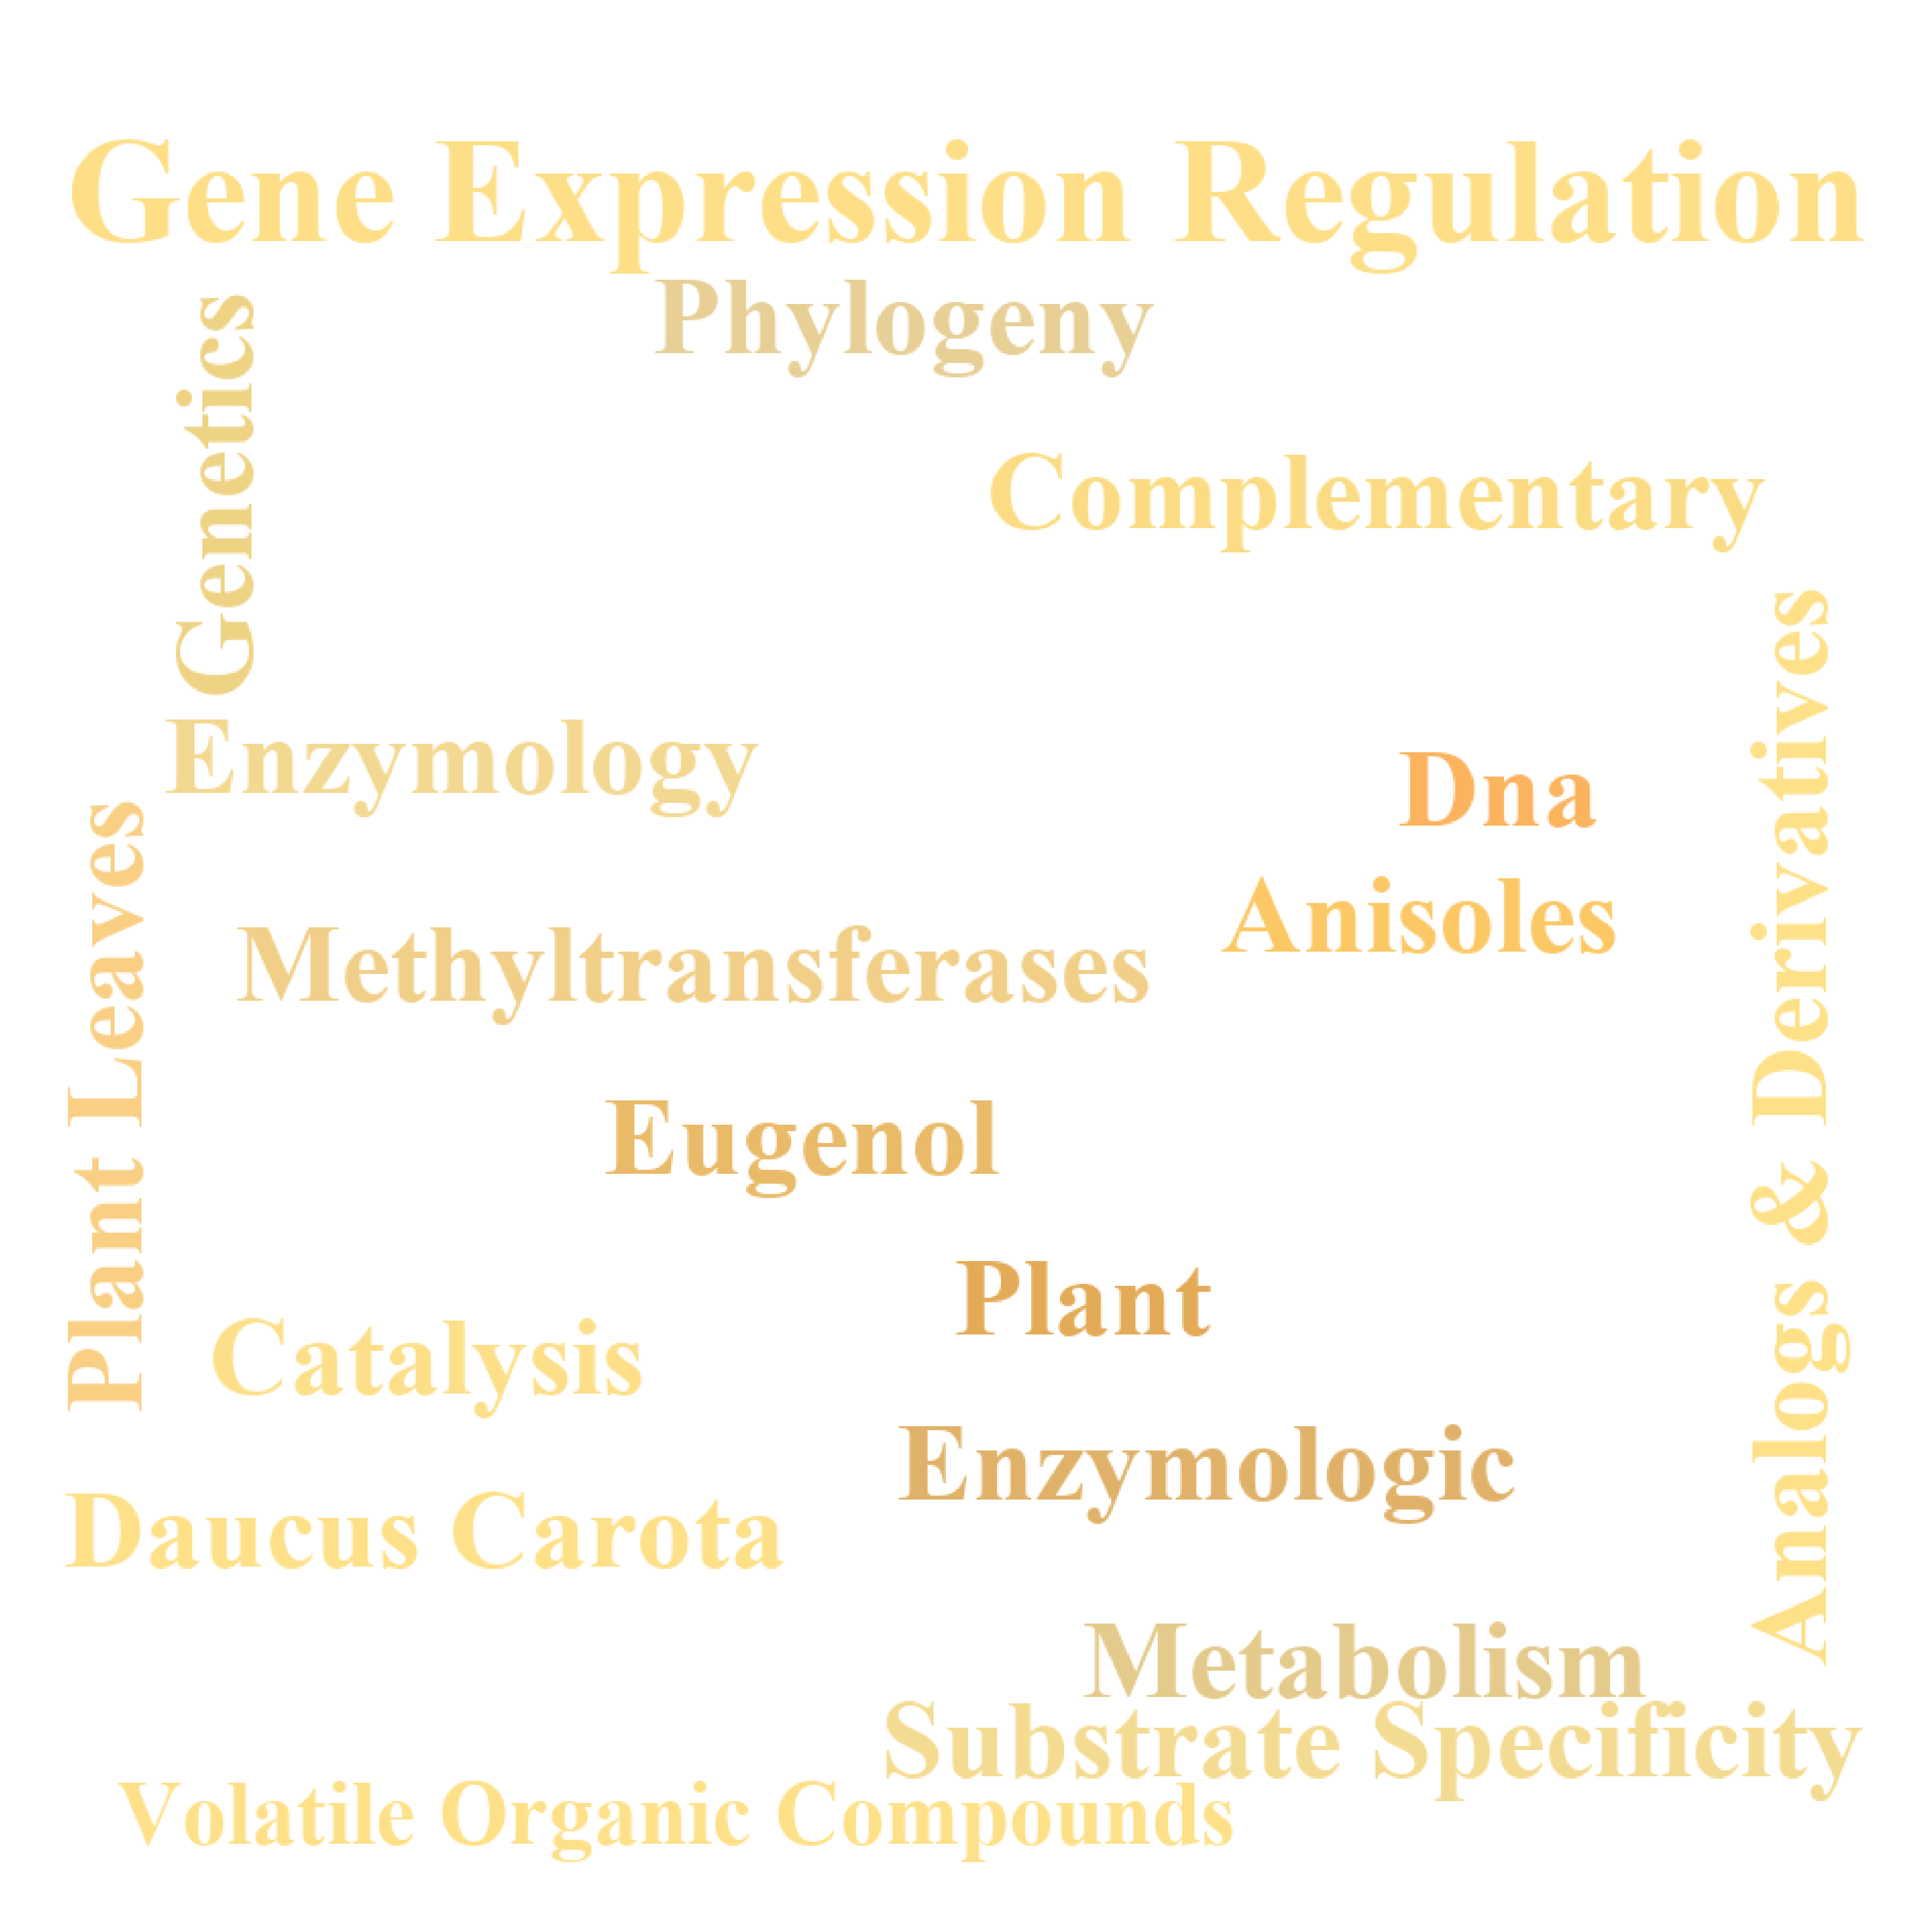 Gene Expression Regulation
Phylogeny
Genetics
Complementary
Analogs & Derivatives
Enzymology
Dna
Plant Leaves
Anisoles
Methyltransferases
Eugenol
Plant
Catalysis
Enzymologic
Daucus Carota
Metabolism
Substrate Specificity
Volatile Organic Compounds